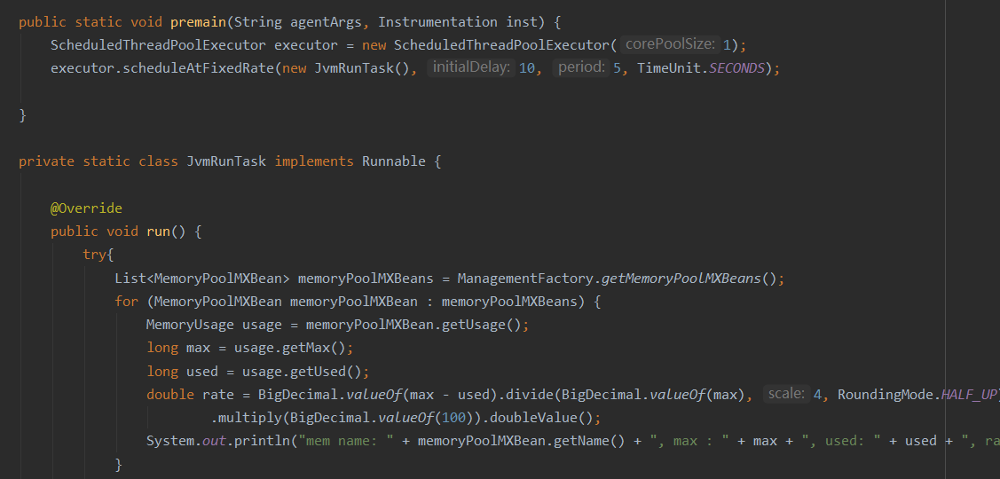 public static void premain(String agentArgs, Instrumentation inst) {
ScheduledThreadPoolExecutor executor = new ScheduledThreadPoolExecutor( corePoolSize: 1);
executor.scheduleAtFixedRate(new JvmRunTask(), initialDelay: 10, period: 5, TimeUnit.SECONDS);
}
private static class JvmRunTask implements Runnable {
@Override
public void run() {
try{
List<MemoryPoolMXBean> memoryPoolMXBeans = ManagementFactory.getMemoryPoolMXBeans();
for (MemoryPoolMXBean memoryPoolMXBean : memoryPoolMXBeans) {
MemoryUsage usage = memoryPoolMXBean.getUsage();
long max = usage.getMax();
long used = usage.getUsed();
double rate = BigDecimal.valueOf(max - used).divide(BigDecimal.valueOf(max), scale: 4, RoundingMode.HALF_UP)
.multiply(BigDecimal.valueOf(100)).doubleValue();
System.out.println("mem name: " + memoryPoolMXBean.getName() + ", max : " + max + ", used: " + used + ", ra
}